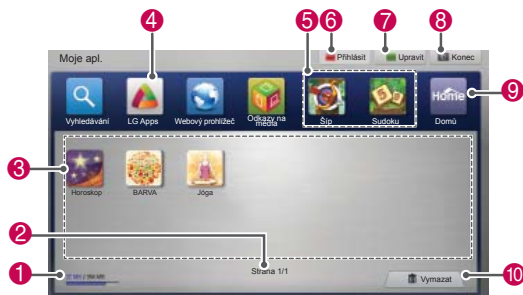 4 5 6 7 8
Moje apl. Přihlásit Upravit Konec
Home 9
Vyhledávání LG Apps Webový prohlížeč Odkazy na média Šíp Sudoku Domů
3
Horoskop BARVA Jóga
2
Strana 1/1
1
Vymazat 10